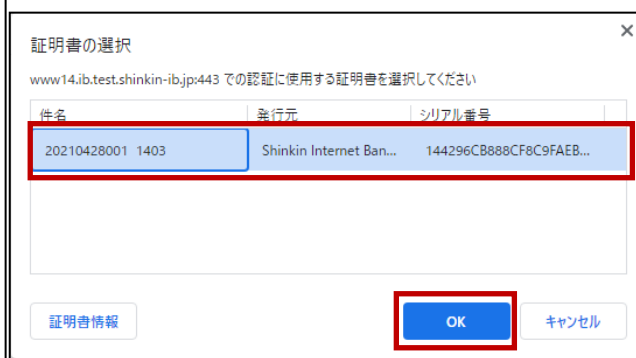 証明書の選択
www14.ib.test.shinkin-ib.jp:443 での認証に使用する証明書を選択してください
件名 発行元 シリアル番号
20210428001 1403 Shinkin Internet Ban... 144296CB888CF8C9FAEB...
証明書情報 OK キャンセル